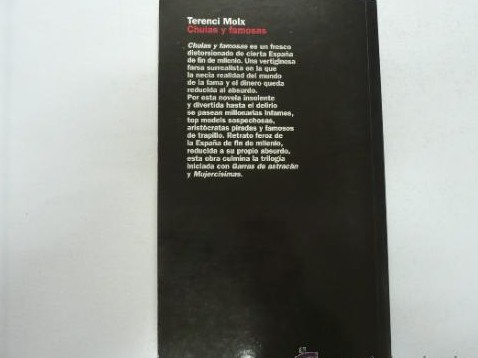 Terenci Moix
Chulas y famosas
Chulas y famosas es un fresco
distorsionado de cierta España
de fin de milenio. Una vertiginosa
farsa surrealista en la que
la necia realidad del mundo
de la fama y el dinero queda
reducida al absurdo.
Por esta novela insolente
y divertida hasta el delirio
se pasean millonarias infames,
top models sospechosas,
aristócratas piradas y famosos
de trapillo. Retrato feroz de
la España de fin de milenio,
reducida a su propio absurdo,
esta obra culmina la trilogía
iniciada con Garras de astracán
y Mujercísimas.